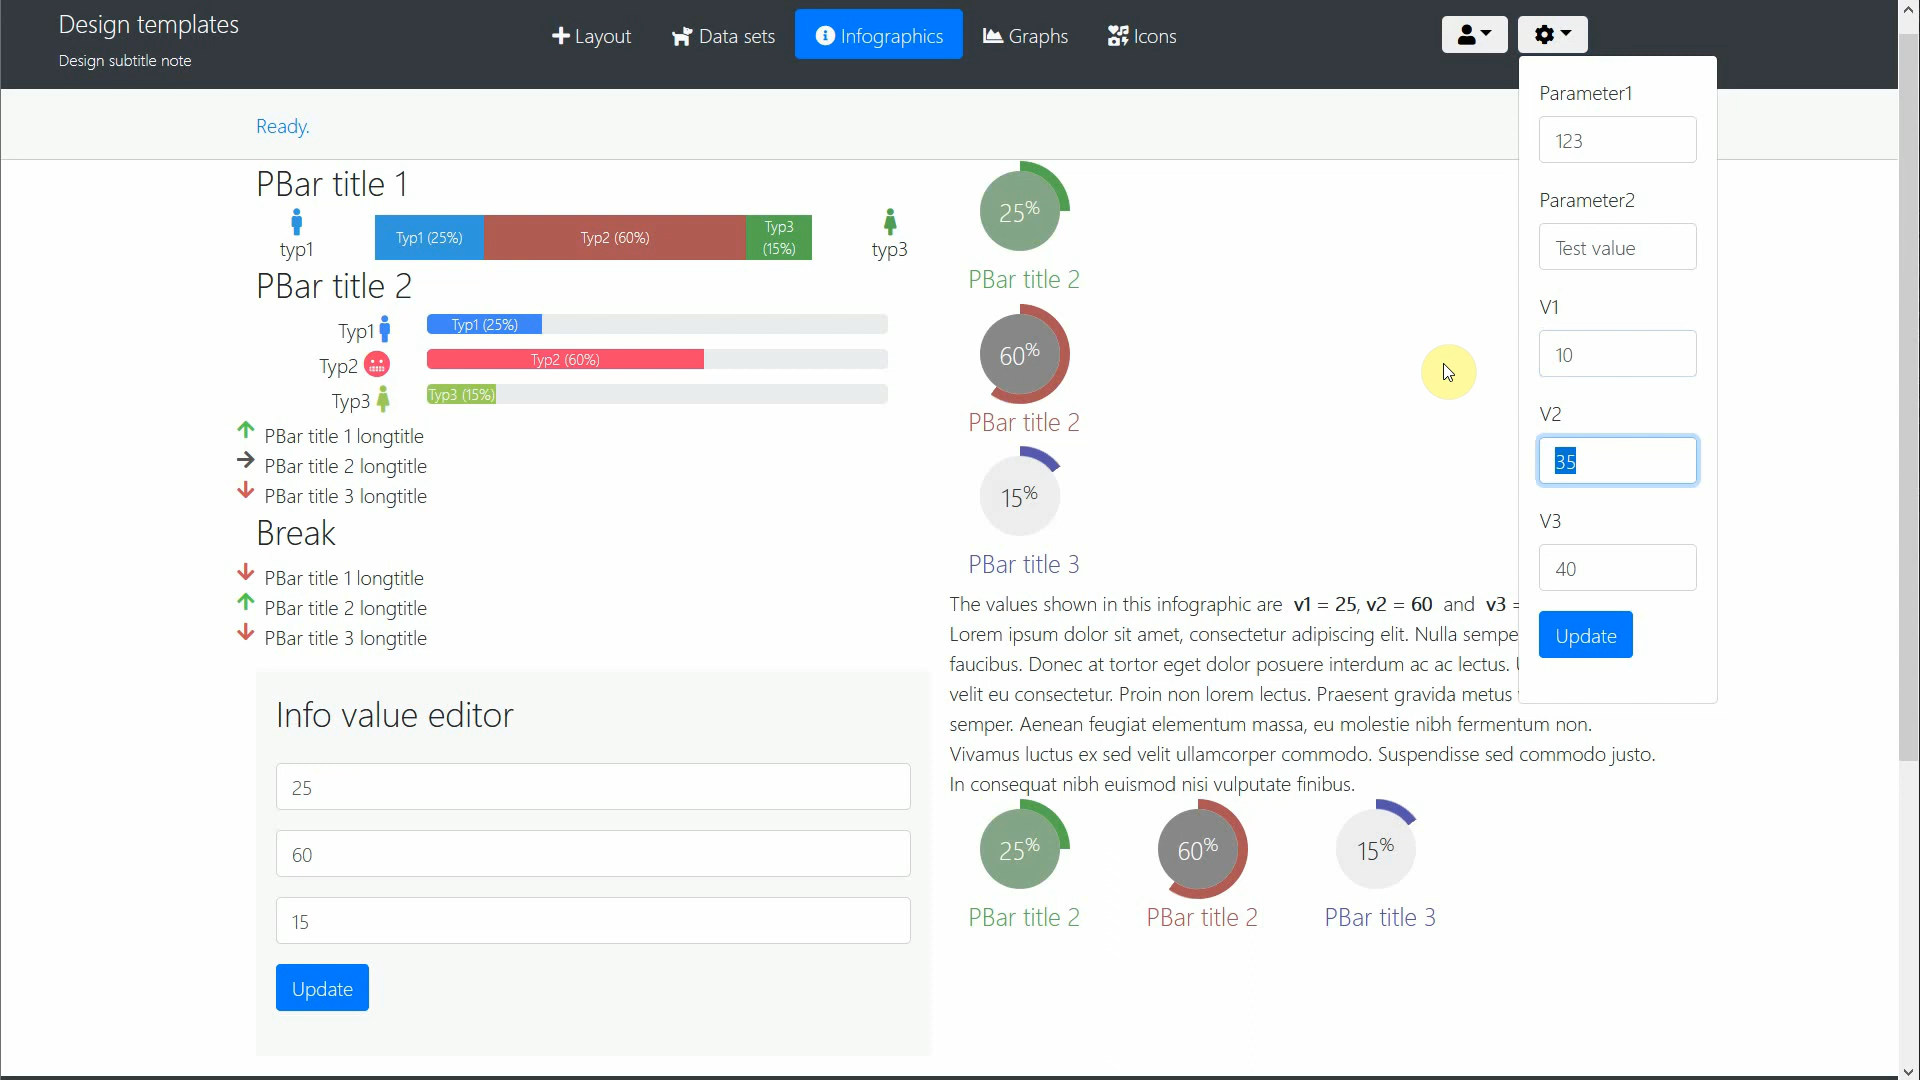 Design templates
Design subtitle note
Layout
Data sets
Infographics
Graphs
Icons
Ready.
PBar title 1
typ1
Typ1 (25%)
Typ2 (60%)
Typ3
(15%)
typ3
PBar title 2
Typ1
Typ1 (25%)
Typ2
Typ2 (60%)
Typ3
Typ3 (15%)
PBar title 1 longtitle
PBar title 2 longtitle
PBar title 3 longtitle
Break
PBar title 1 longtitle
PBar title 2 longtitle
PBar title 3 longtitle
Info value editor
25
60
15
Update
25%
PBar title 2
60%
PBar title 2
15%
PBar title 3
The values shown in this infographic are v1 = 25, v2 = 60 and v3 =
Lorem ipsum dolor sit amet, consectetur adipiscing elit. Nulla sempe
faucibus. Donec at tortor eget dolor posuere interdum ac ac lectus.
velit eu consectetur. Proin non lorem lectus. Praesent gravida metus
semper. Aenean feugiat elementum massa, eu molestie nibh fermentum non.
Vivamus luctus ex sed velit ullamcorper commodo. Suspendisse sed commodo justo.
In consequat nibh euismod nisi vulputate finibus.
25%
PBar title 2
60%
PBar title 2
15%
PBar title 3
Parameter1
123
Parameter2
Test value
V1
10
V2
35
V3
40
Update